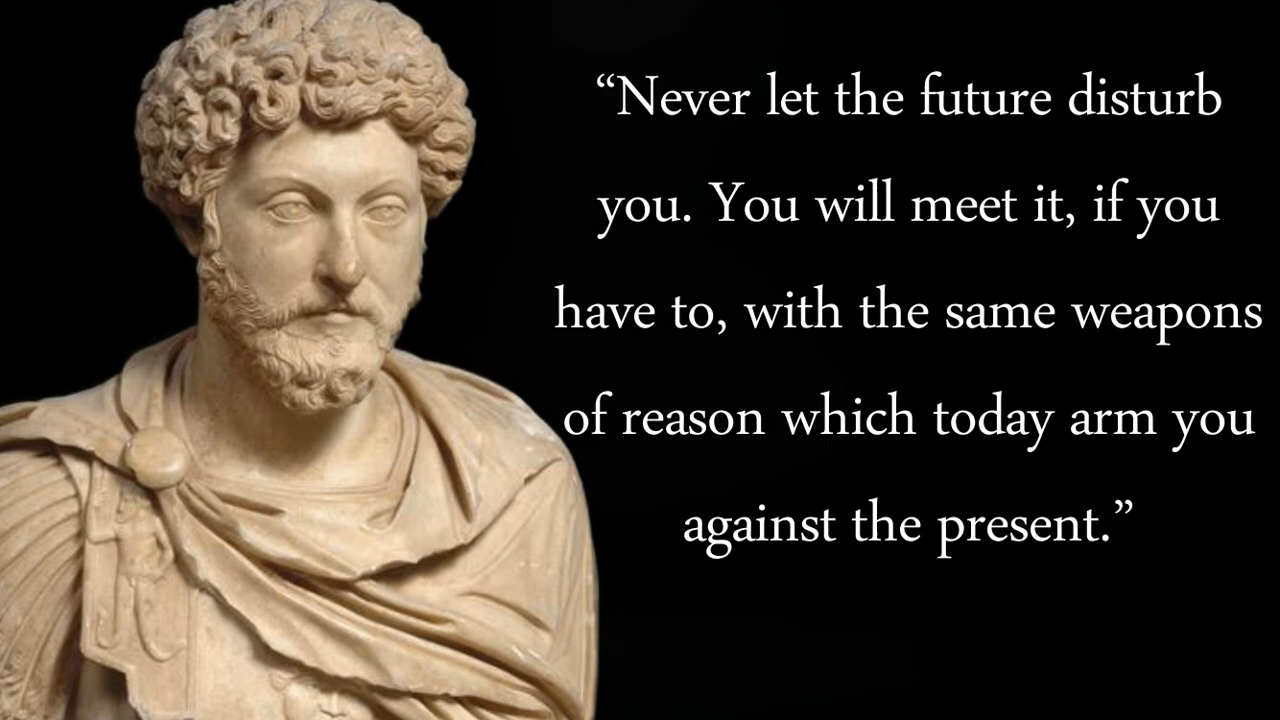 “Never let the future disturb
you. You will meet it, if you
have to, with the same weapons
of reason which today arm you
against the present.”